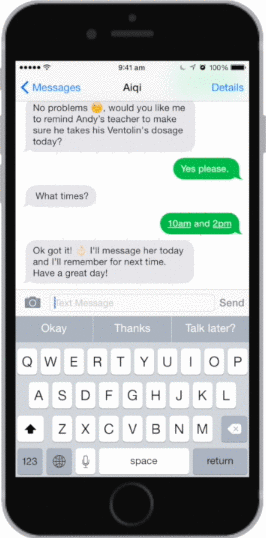 9:41 am
100%
Messages
Aiqi
Details
No problems 👏, would you like me
to remind Andy's teacher to make
sure he takes his Ventolin's dosage
today?
Yes please.
What times?
10am and 2pm
Ok got it! 👌 I'll message her today
and I'll remember for next time.
Have a great day!
Text Message
Send
Okay
Thanks
Talk later?
Q W E R T Y U I O P
A S D F G H J K L
Z X C V B N M
123
space
return